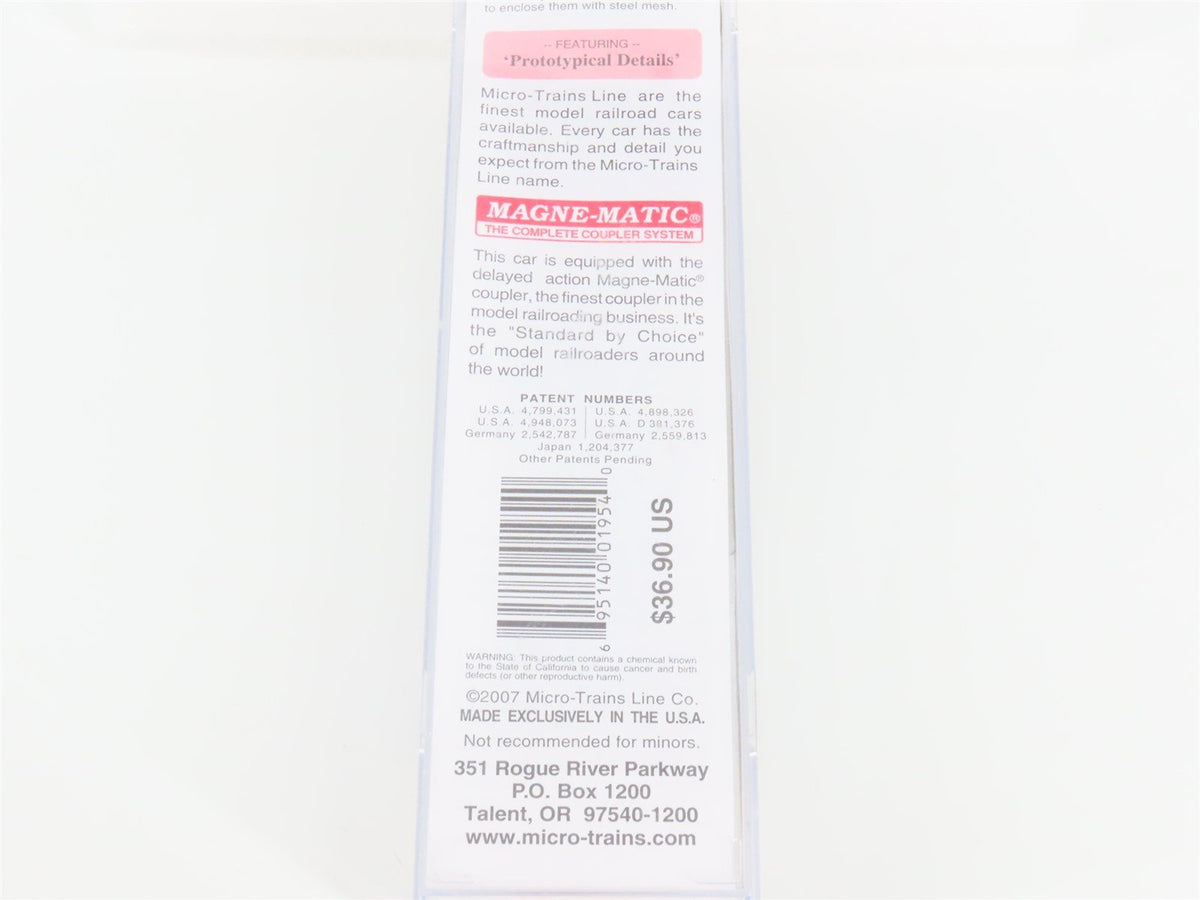 to enclose them with steel mesh.
-- FEATURING --
‘Prototypical Details’
Micro-Trains Line are the
finest model railroad cars
available. Every car has the
craftmanship and detail you
expect from the Micro-Trains
Line name.
MAGNE-MATIC®
THE COMPLETE COUPLER SYSTEM
This car is equipped with the
delayed action Magne-Matic®
coupler, the finest coupler in the
model railroading business. It's
the "Standard by Choice"
of model railroaders around
the world!
PATENT NUMBERS
U.S.A. 4,799,431 | U.S.A. 4,898,326
U.S.A. 4,948,073 | U.S.A. D 381,376
Germany 2,542,787 | Germany 2,559,813
Japan 1,204,377
Other Patents Pending
6 95140 01954 0
$36.90 US
WARNING: This product contains a chemical known
to the State of California to cause cancer and birth
defects (or other reproductive harm).
©2007 Micro-Trains Line Co.
MADE EXCLUSIVELY IN THE U.S.A.
Not recommended for minors.
351 Rogue River Parkway
P.O. Box 1200
Talent, OR 97540-1200
www.micro-trains.com